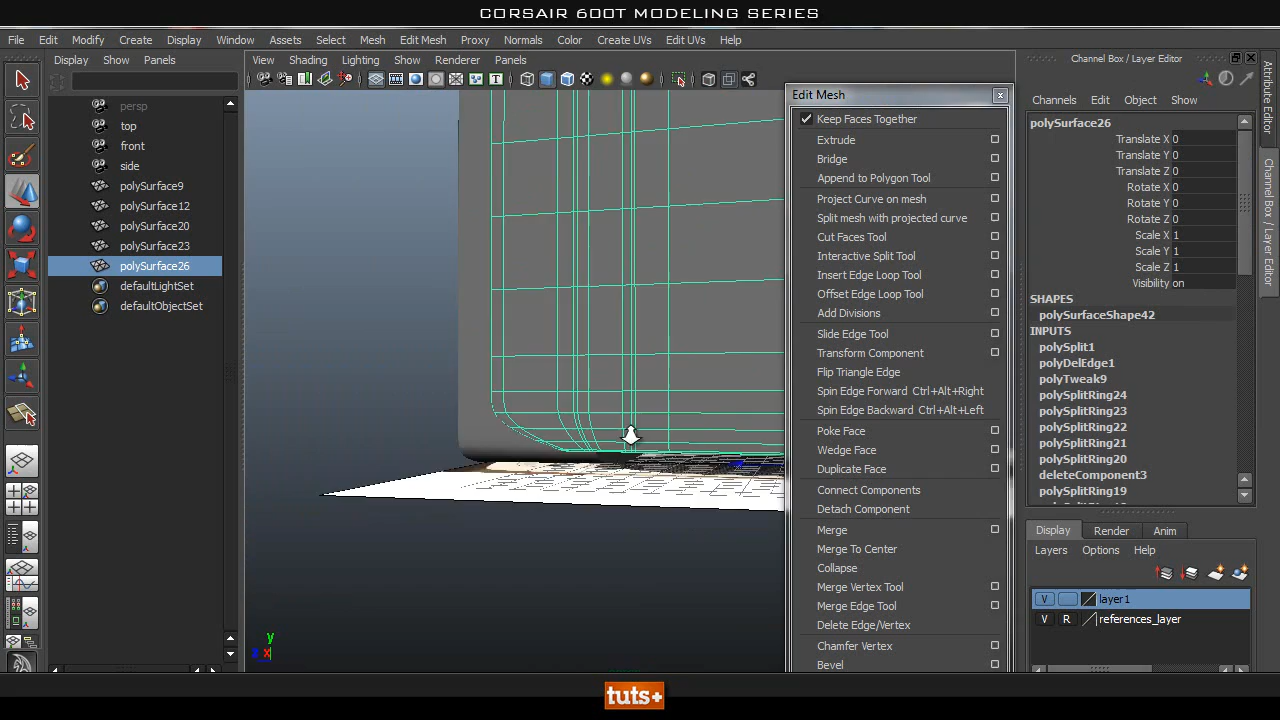 CORSAIR 600T MODELING SERIES
File Edit Modify Create Display Window Assets Select Mesh Edit Mesh Proxy Normals Color Create UVs Edit UVs Help
Display Show Panels
persp
top
front
side
polySurface9
polySurface12
polySurface20
polySurface23
polySurface26
defaultLightSet
defaultObjectSet
View Shading Lighting Show Renderer Panels
y
x
Edit Mesh
Keep Faces Together
Extrude
Bridge
Append to Polygon Tool
Project Curve on mesh
Split mesh with projected curve
Cut Faces Tool
Interactive Split Tool
Insert Edge Loop Tool
Offset Edge Loop Tool
Add Divisions
Slide Edge Tool
Transform Component
Flip Triangle Edge
Spin Edge Forward Ctrl+Alt+Right
Spin Edge Backward Ctrl+Alt+Left
Poke Face
Wedge Face
Duplicate Face
Connect Components
Detach Component
Merge
Merge To Center
Collapse
Merge Vertex Tool
Merge Edge Tool
Delete Edge/Vertex
Chamfer Vertex
Bevel
Channel Box / Layer Editor
Channels Edit Object Show
polySurface26
Translate X 0
Translate Y 0
Translate Z 0
Rotate X 0
Rotate Y 0
Rotate Z 0
Scale X 1
Scale Y 1
Scale Z 1
Visibility on
SHAPES
polySurfaceShape42
INPUTS
polySplit1
polyDelEdge1
polyTweak9
polySplitRing24
polySplitRing23
polySplitRing22
polySplitRing21
polySplitRing20
deleteComponent3
polySplitRing19
Display Render Anim
Layers Options Help
V layer1
V R references_layer
Attribute Editor
Channel Box / Layer Editor
tuts+